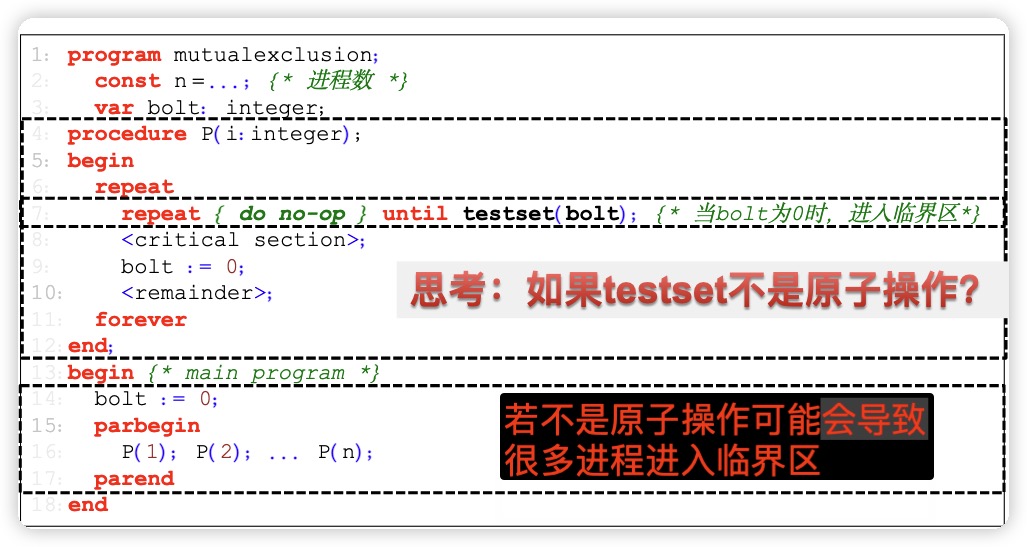 1: program mutualexclusion;
2: const n=...; {* 进程数 *}
3: var bolt: integer;
4: procedure P(i:integer);
5: begin
6: repeat
7: repeat { do no-op } until testset(bolt); {* 当bolt为0时, 进入临界区*}
8: <critical section>;
9: bolt := 0;
10: <remainder>;
思考：如果testset不是原子操作?
11: forever
12: end;
13: begin {* main program *}
14: bolt := 0;
15: parbegin
16: P(1); P(2); ... P(n);
17: parend
18: end
若不是原子操作可能会导致
很多进程进入临界区